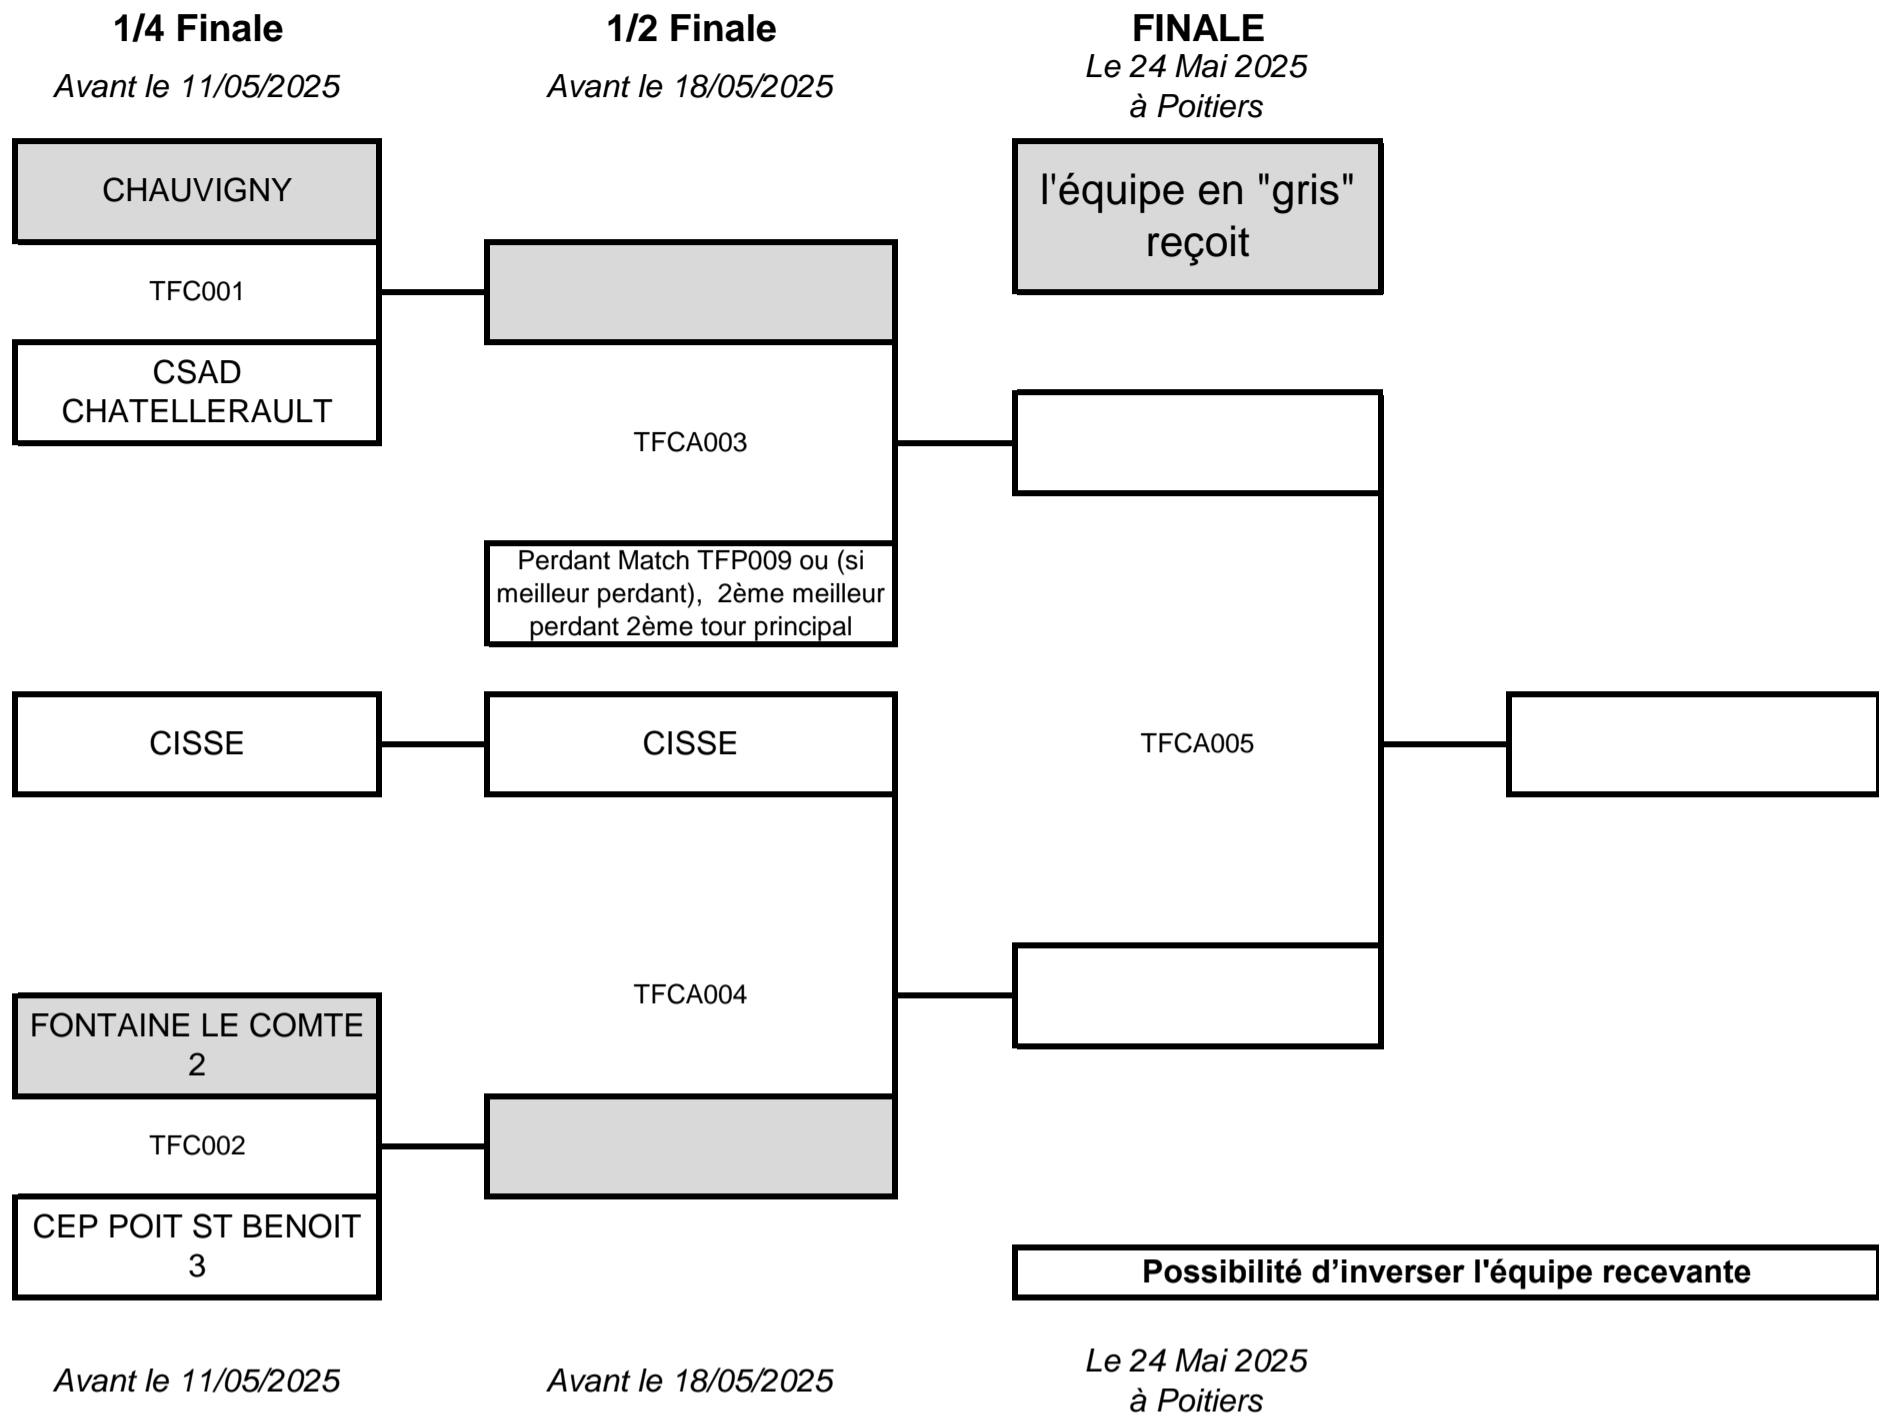 1/4 Finale
1/2 Finale
FINALE
Avant le 11/05/2025
Avant le 18/05/2025
Le 24 Mai 2025
à Poitiers
CHAUVIGNY
l'équipe en "gris"
reçoit
TFC001
CSAD
CHATELLERAULT
TFCA003
Perdant Match TFP009 ou (si
meilleur perdant), 2ème meilleur
perdant 2ème tour principal
CISSE
CISSE
TFCA005
FONTAINE LE COMTE
2
TFCA004
TFC002
CEP POIT ST BENOIT
3
Possibilité d’inverser l'équipe recevante
Avant le 11/05/2025
Avant le 18/05/2025
Le 24 Mai 2025
à Poitiers